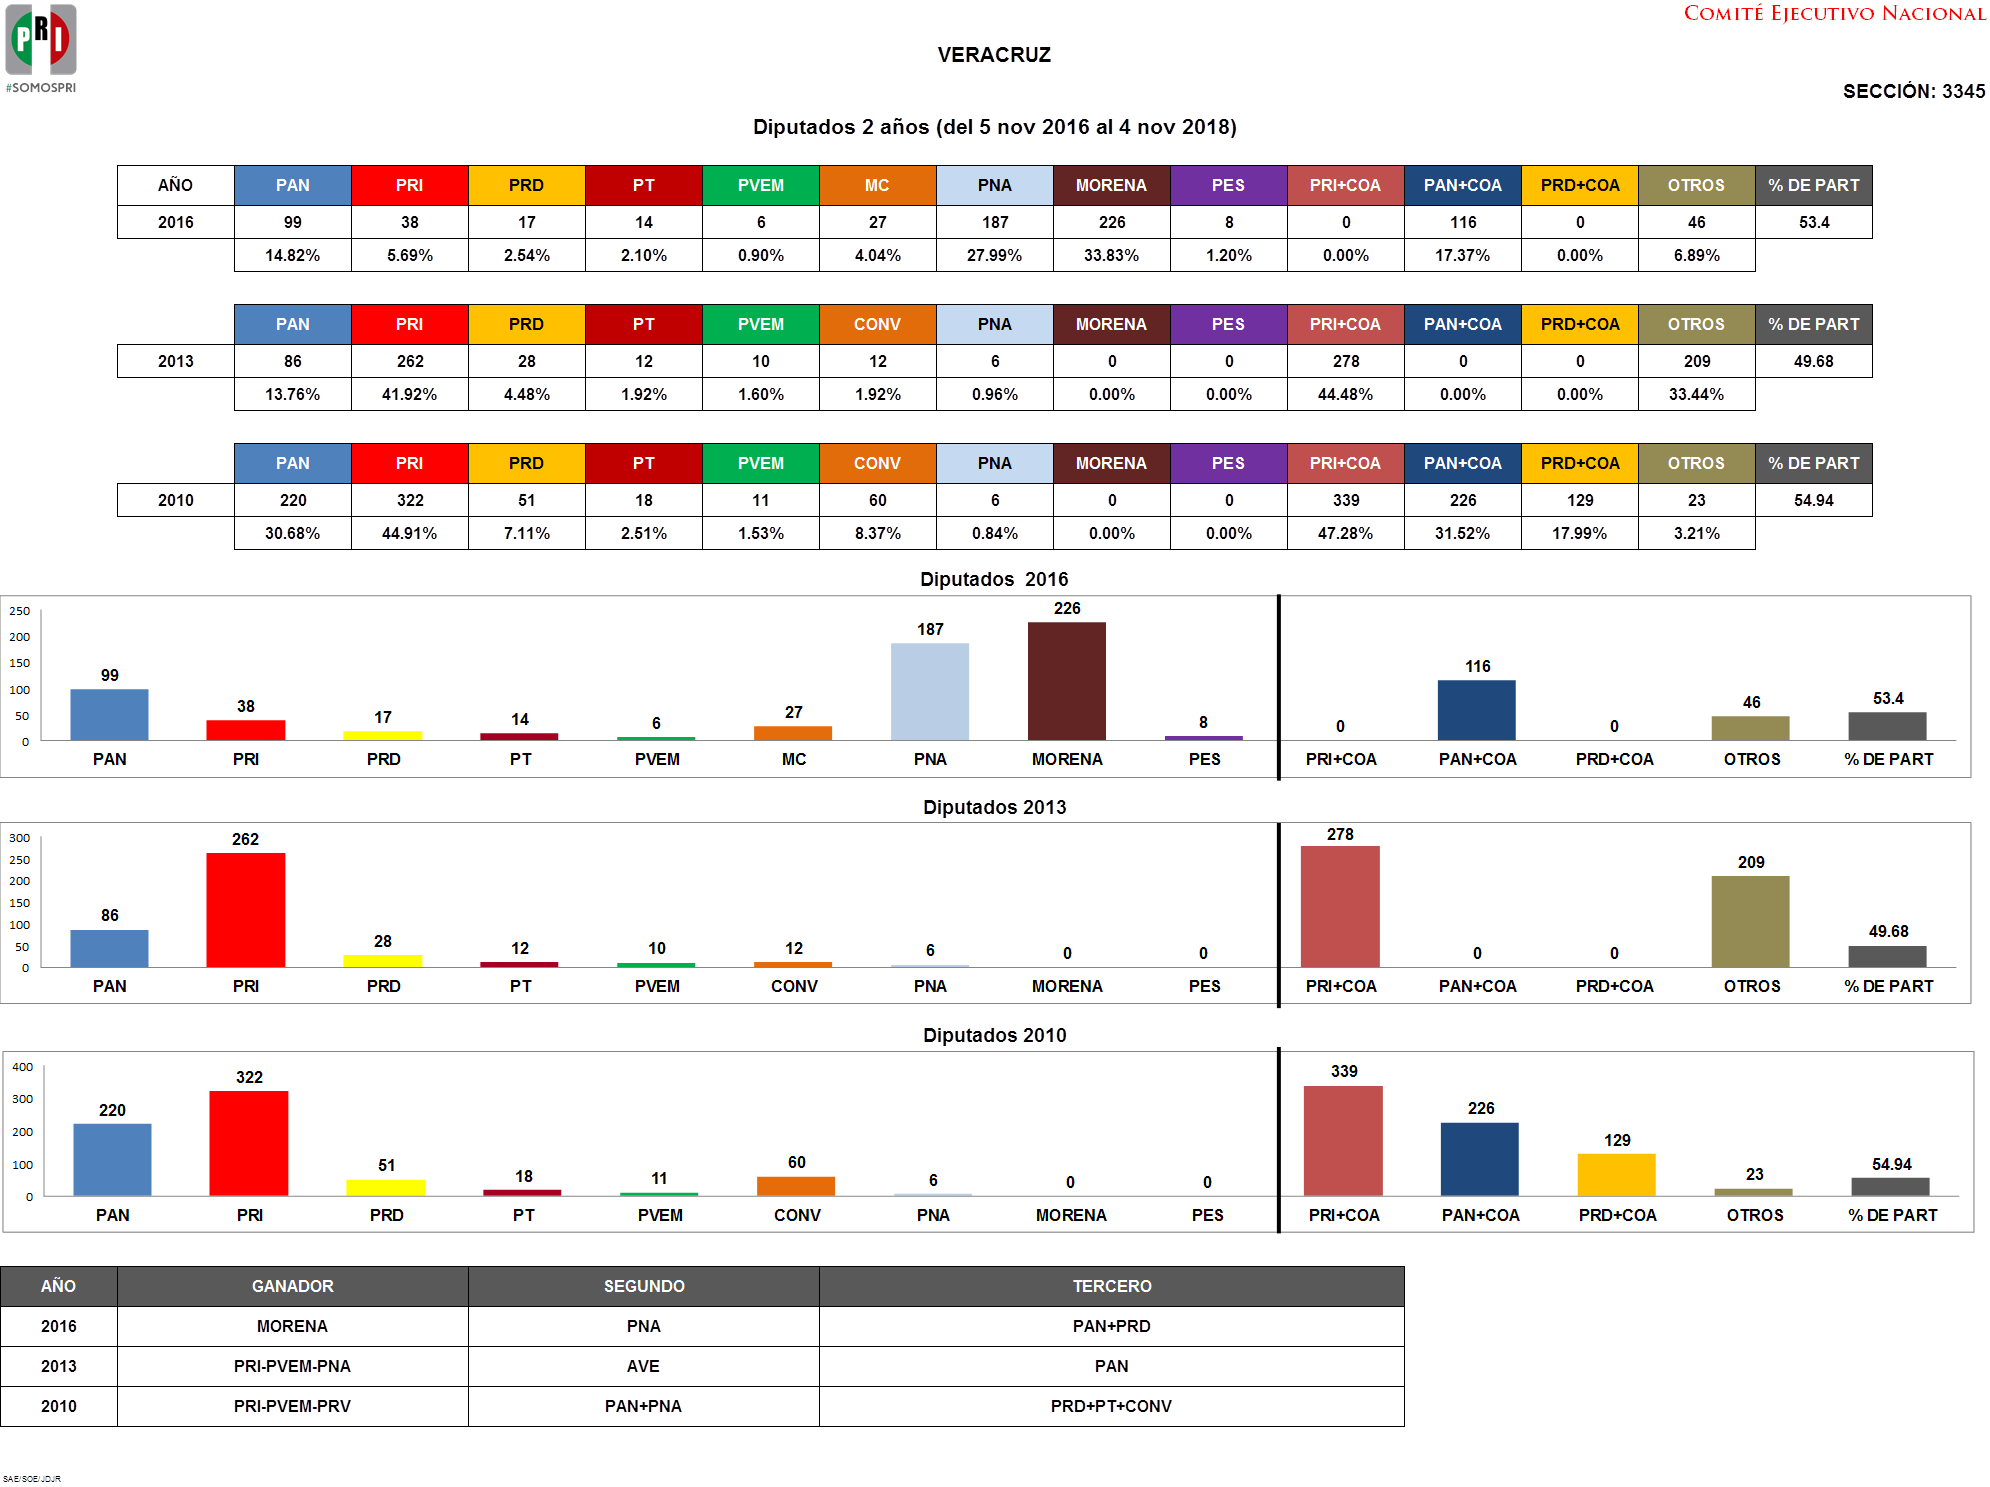 PRI
#SOMOSPRI
COMITÉ EJECUTIVO NACIONAL
VERACRUZ
SECCIÓN: 3345
Diputados 2 años (del 5 nov 2016 al 4 nov 2018)
AÑO PAN PRI PRD PT PVEM MC PNA MORENA PES PRI+COA PAN+COA PRD+COA OTROS % DE PART
2016 99 38 17 14 6 27 187 226 8 0 116 0 46 53.4
14.82% 5.69% 2.54% 2.10% 0.90% 4.04% 27.99% 33.83% 1.20% 0.00% 17.37% 0.00% 6.89%
PAN PRI PRD PT PVEM CONV PNA MORENA PES PRI+COA PAN+COA PRD+COA OTROS % DE PART
2013 86 262 28 12 10 12 6 0 0 278 0 0 209 49.68
13.76% 41.92% 4.48% 1.92% 1.60% 1.92% 0.96% 0.00% 0.00% 44.48% 0.00% 0.00% 33.44%
PAN PRI PRD PT PVEM CONV PNA MORENA PES PRI+COA PAN+COA PRD+COA OTROS % DE PART
2010 220 322 51 18 11 60 6 0 0 339 226 129 23 54.94
30.68% 44.91% 7.11% 2.51% 1.53% 8.37% 0.84% 0.00% 0.00% 47.28% 31.52% 17.99% 3.21%
Diputados 2016
250
200
150
100
50
0
99 38 17 14 6 27 187 226 8 0 116 0 46 53.4
PAN PRI PRD PT PVEM MC PNA MORENA PES PRI+COA PAN+COA PRD+COA OTROS % DE PART
Diputados 2013
300
250
200
150
100
50
0
86 262 28 12 10 12 6 0 0 278 0 0 209 49.68
PAN PRI PRD PT PVEM CONV PNA MORENA PES PRI+COA PAN+COA PRD+COA OTROS % DE PART
Diputados 2010
400
300
200
100
0
220 322 51 18 11 60 6 0 0 339 226 129 23 54.94
PAN PRI PRD PT PVEM CONV PNA MORENA PES PRI+COA PAN+COA PRD+COA OTROS % DE PART
AÑO GANADOR SEGUNDO TERCERO
2016 MORENA PNA PAN+PRD
2013 PRI-PVEM-PNA AVE PAN
2010 PRI-PVEM-PRV PAN+PNA PRD+PT+CONV
SAE/SOE/JDJR